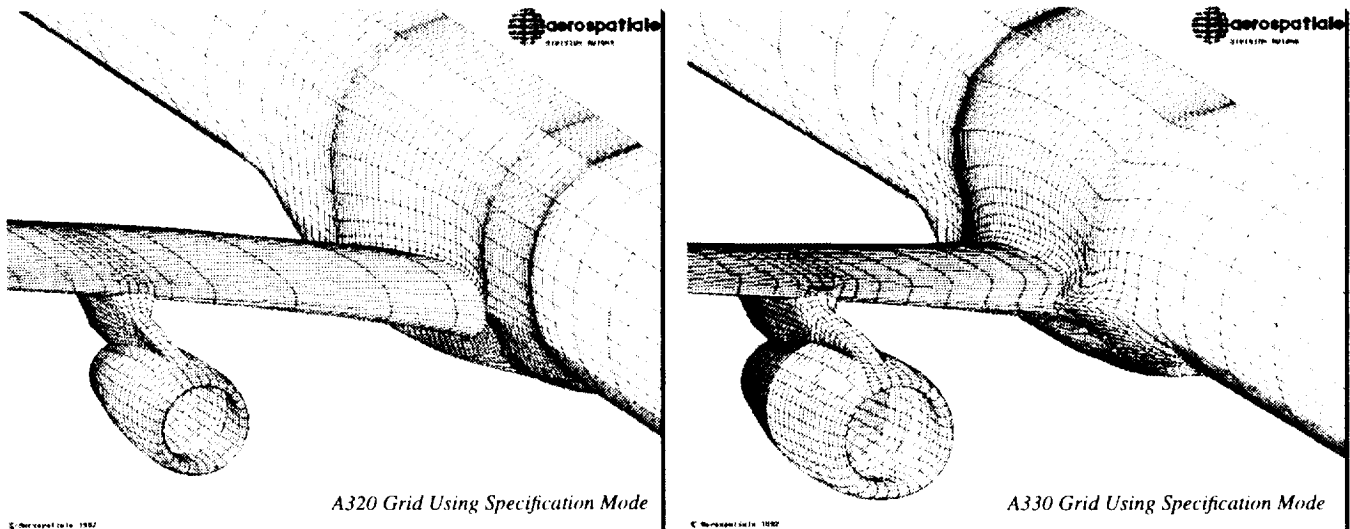 aerospatiale
A320 Grid Using Specification Mode
aerospatiale
A330 Grid Using Specification Mode